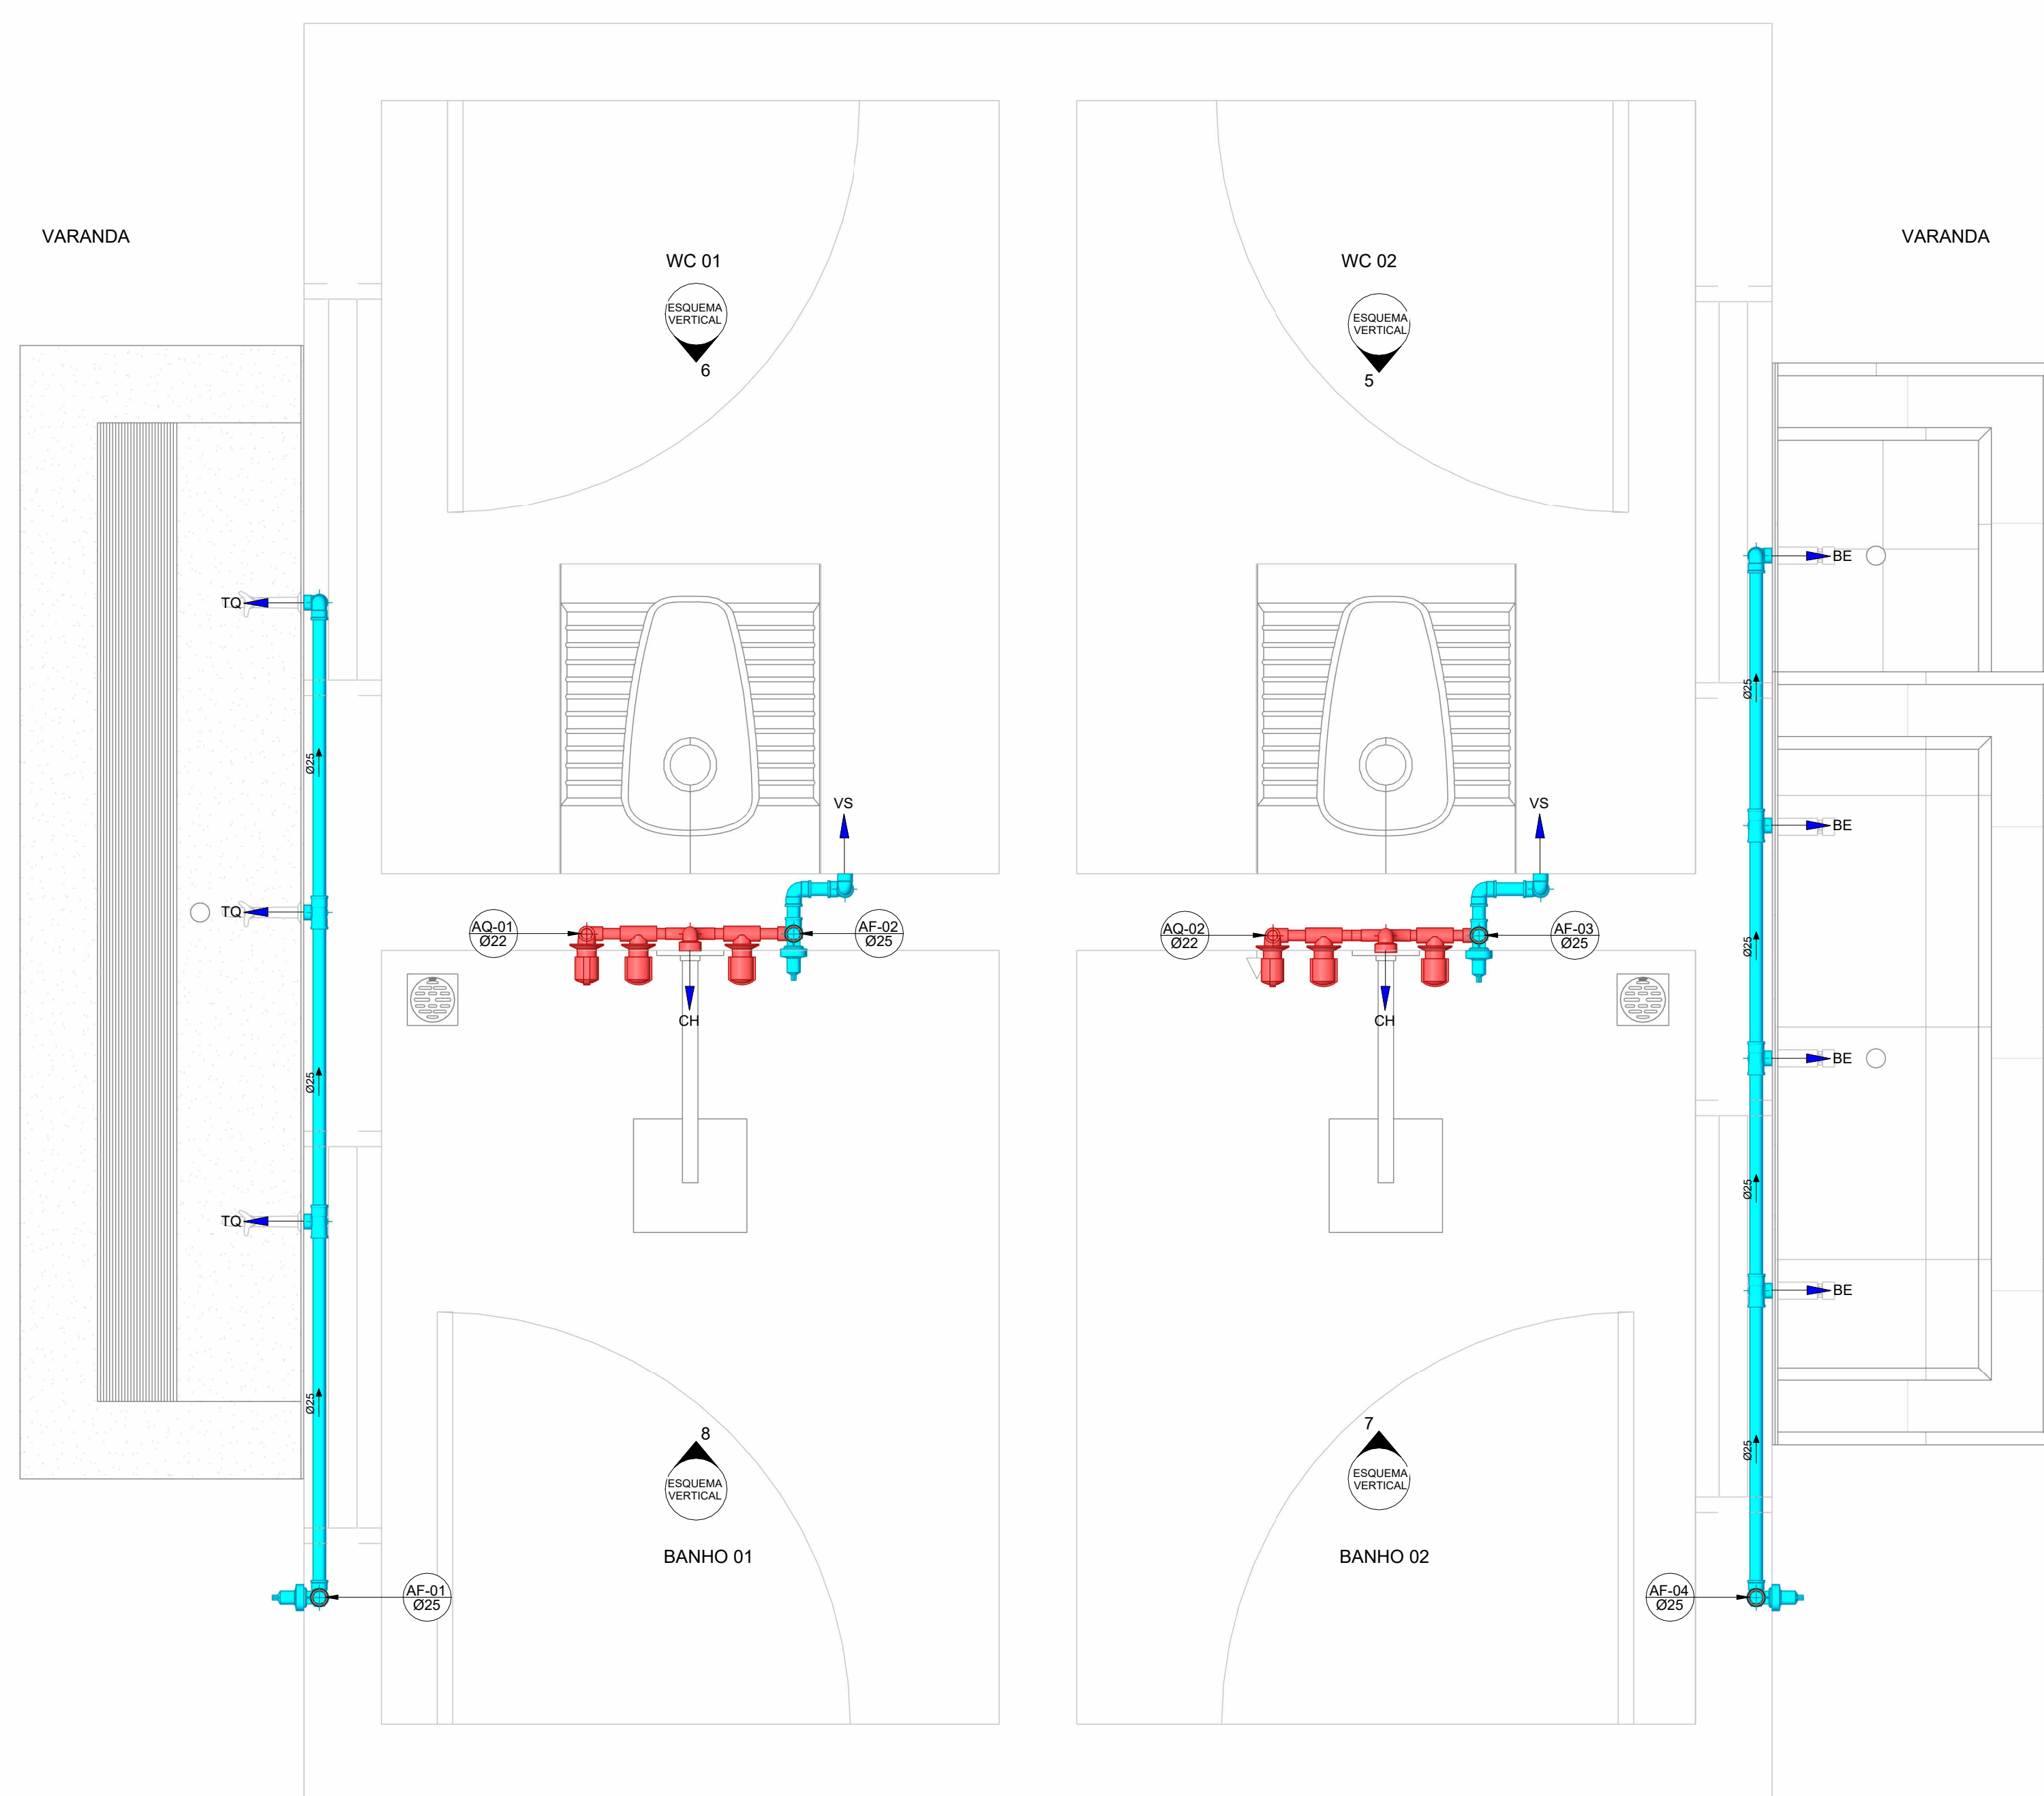 VARANDA
VARANDA
WC 01
WC 02
ESQUEMA
VERTICAL
6
ESQUEMA
VERTICAL
5
BE
TQ
Ø25
Ø25
VS
VS
BE
TQ
AQ-01
Ø22
AF-02
Ø25
AQ-02
Ø22
AF-03
Ø25
Ø25
CH
CH
BE
Ø25
Ø25
TQ
BE
Ø25
Ø25
8
ESQUEMA
VERTICAL
7
ESQUEMA
VERTICAL
BANHO 01
BANHO 02
AF-01
Ø25
AF-04
Ø25